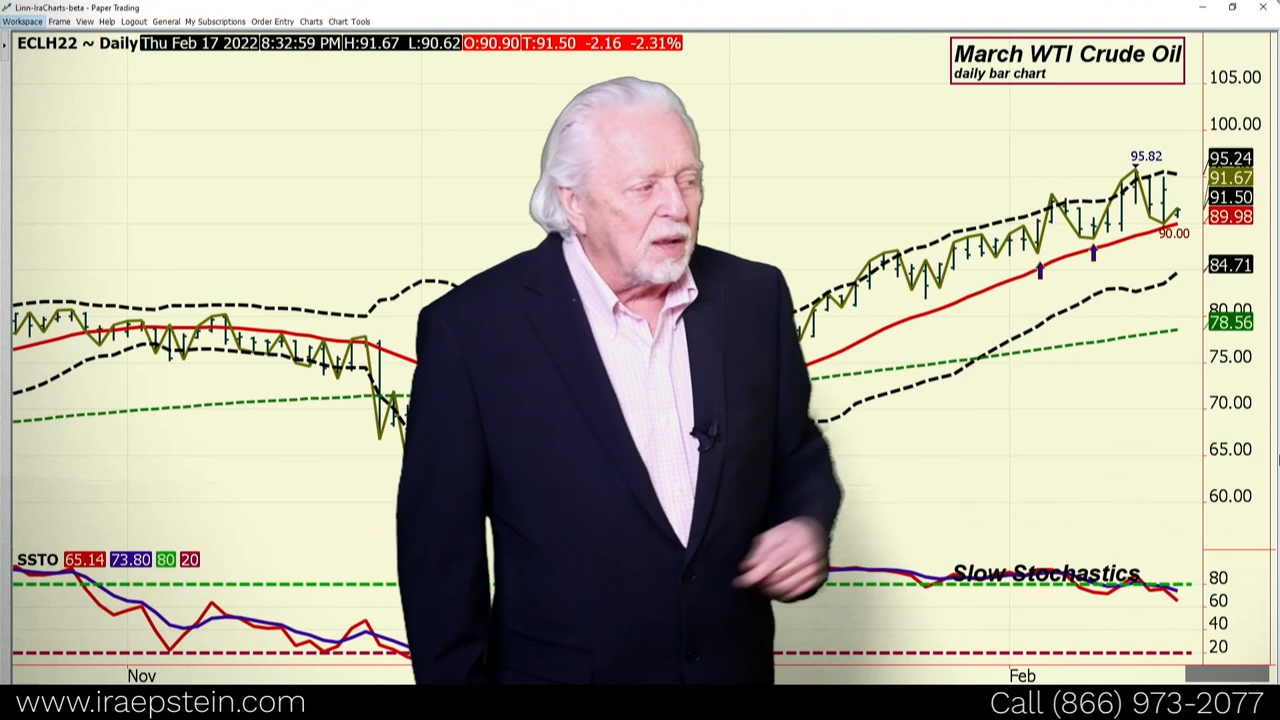 Linn-IraCharts-beta - Paper Trading
Workspace Frame View Help Logout General My Subscriptions Order Entry Charts Chart Tools
ECLH22 ~ Daily Thu Feb 17 2022 8:32:59 PM H:91.67 L:90.62 O:90.90 T:91.50 -2.16 -2.31%
March WTI Crude Oil
daily bar chart
105.00
100.00
95.82
95.24
91.67
91.50
89.98
90.00
84.71
80.00
78.56
75.00
70.00
65.00
60.00
SSTO 65.14 73.80 80 20
Slow Stochastics
80
60
40
20
Nov Feb
www.iraepstein.com Call (866) 973-2077